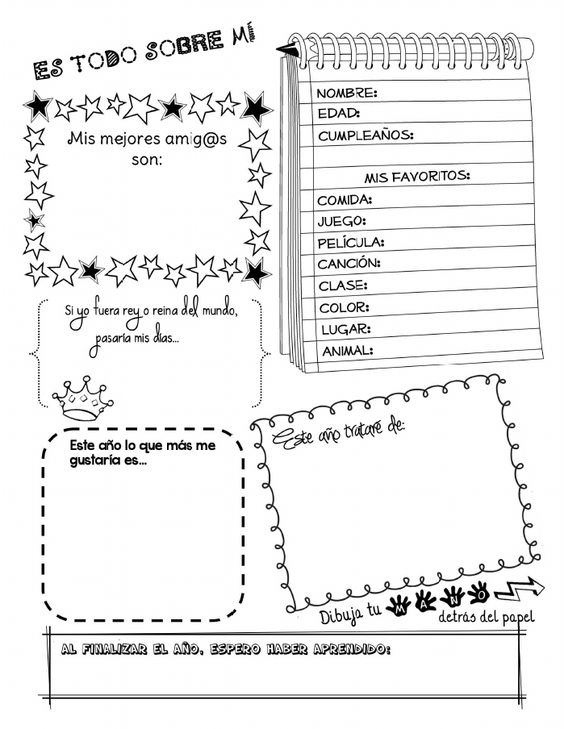 ES TODO SOBRE MÍ
Mis mejores amig@s
son:
NOMBRE:
EDAD:
CUMPLEAÑOS:
MIS FAVORITOS:
COMIDA:
JUEGO:
PELÍCULA:
CANCIÓN:
CLASE:
COLOR:
LUGAR:
ANIMAL:
Si yo fuera rey o reina del mundo,
pasaría mis días...
Este año lo que más me
gustaría es...
Este año trataré de:
Dibuja tu MANO
detrás del papel
AL FINALIZAR EL AÑO, ESPERO HABER APRENDIDO: